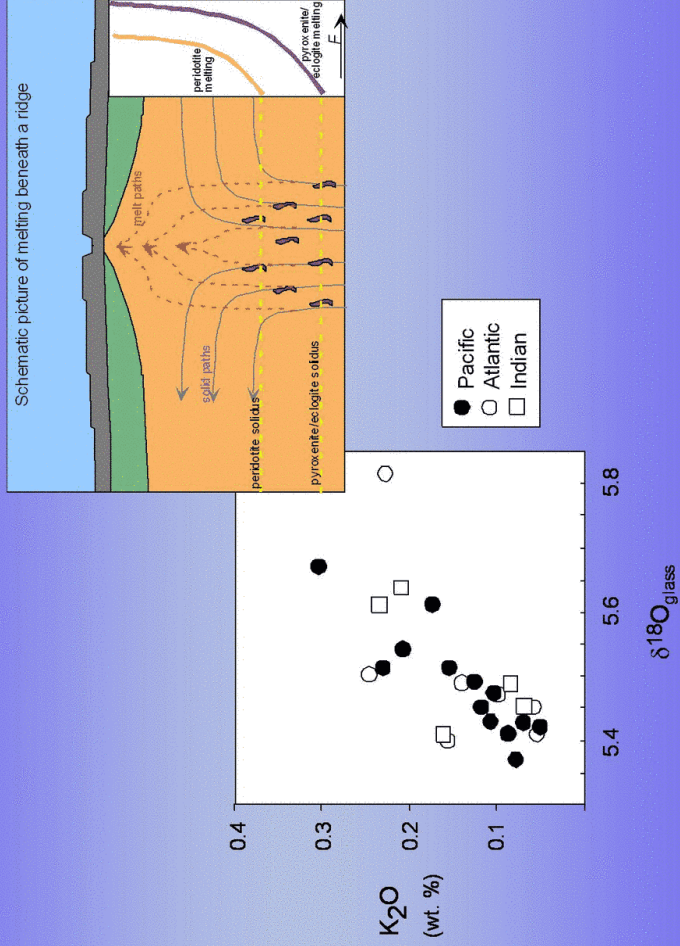 Schematic picture of melting beneath a ridge
melt paths
solid paths
peridotite solidus
pyroxenite/eclogite solidus
peridotite
melting
pyroxenite/
eclogite melting
F
Pacific
Atlantic
Indian
K2O
(wt. %)
0.4
0.3
0.2
0.1
5.4
5.6
5.8
δ18Oglass